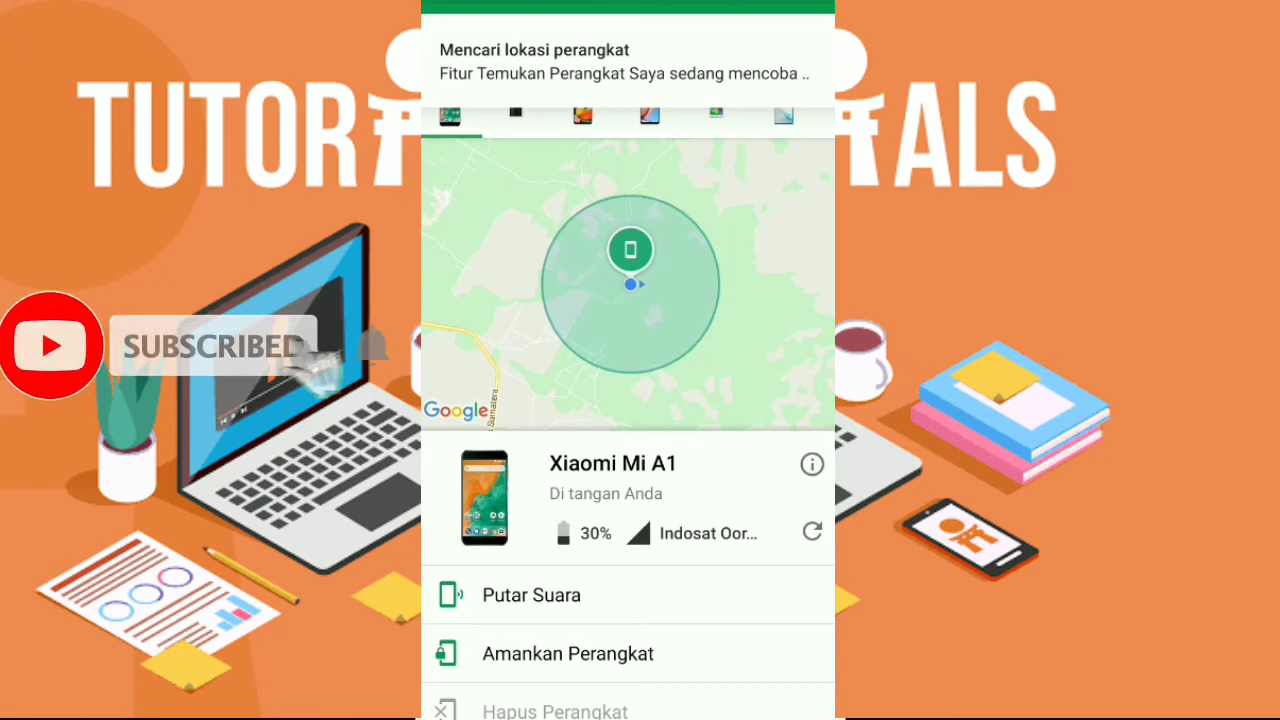 Mencari lokasi perangkat
Fitur Temukan Perangkat Saya sedang mencoba ..
TUTOR
ALS
SUBSCRIBED
Google
Sumatera
Xiaomi Mi A1
Di tangan Anda
30%
Indosat Oor...
Putar Suara
Amankan Perangkat
Hapus Perangkat